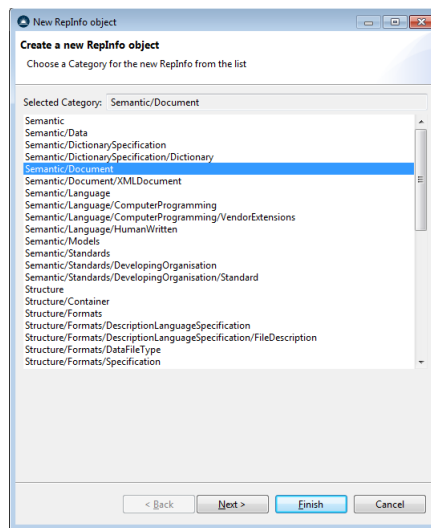 New RepInfo object
Create a new RepInfo object
Choose a Category for the new RepInfo from the list
Selected Category: Semantic/Document
Semantic
Semantic/Data
Semantic/DictionarySpecification
Semantic/DictionarySpecification/Dictionary
Semantic/Document
Semantic/Document/XMLDocument
Semantic/Language
Semantic/Language/ComputerProgramming
Semantic/Language/ComputerProgramming/VendorExtensions
Semantic/Language/HumanWritten
Semantic/Models
Semantic/Standards
Semantic/Standards/DevelopingOrganisation
Semantic/Standards/DevelopingOrganisation/Standard
Structure
Structure/Container
Structure/Formats
Structure/Formats/DescriptionLanguageSpecification
Structure/Formats/DescriptionLanguageSpecification/FileDescription
Structure/Formats/DataFileType
Structure/Formats/Specification
< Back Next > Finish Cancel